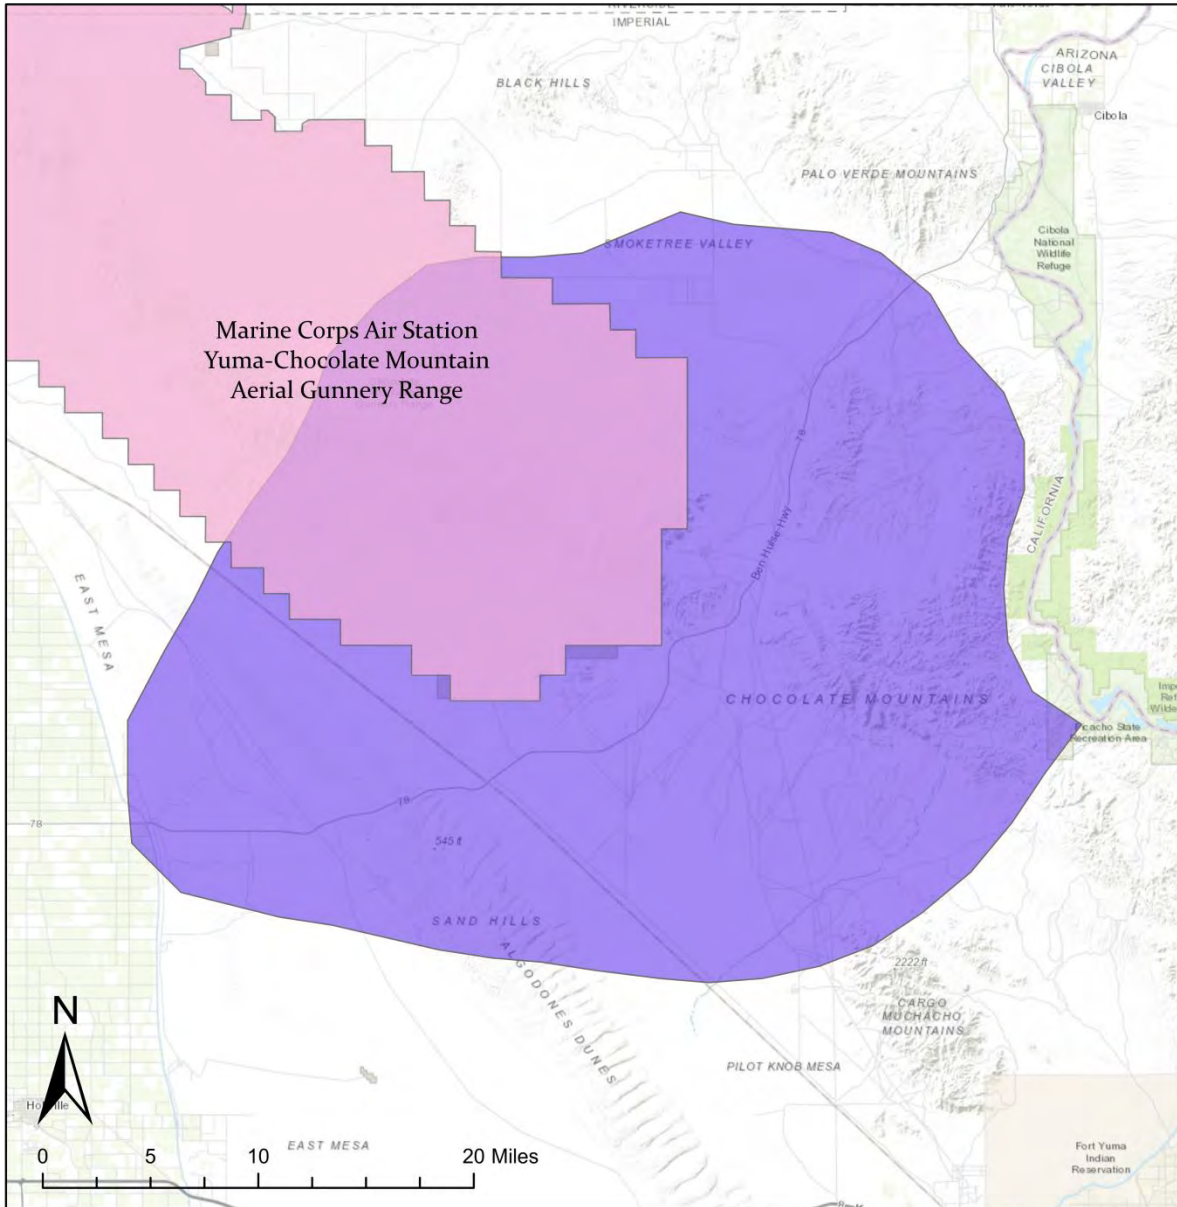 IMPERIAL
ARIZONA
CIBOLA
VALLEY
BLACK HILLS
Cibola
PALO VERDE MOUNTAINS
Cibola
National
Wildlife
Refuge
SMOKETREE VALLEY
Marine Corps Air Station
Yuma-Chocolate Mountain
Aerial Gunnery Range
78
CALIFORNIA
Ben Hulse Hwy
EAST MESA
CHOCOLATE MOUNTAINS
Picacho State
Recreation Area
78
78
545 ft
SAND HILLS
ALGODONES DUNES
2222 ft
CARGO
MUCHACHO
MOUNTAINS
N
PILOT KNOB MESA
EAST MESA
Fort Yuma
Indian
Reservation
0 5 10 20 Miles